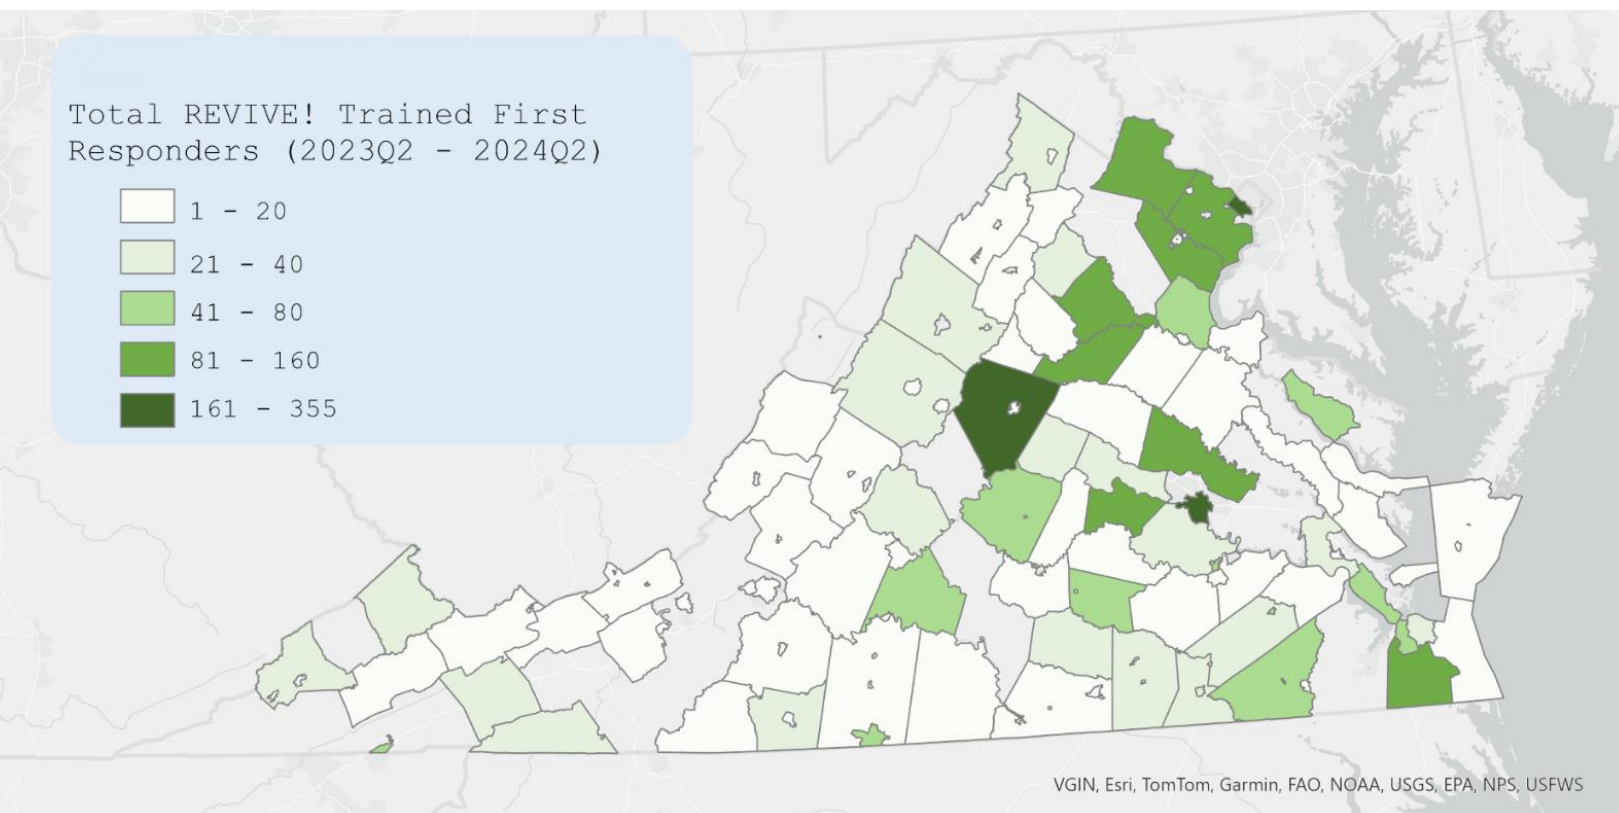 Total REVIVE! Trained First
Responders (2023Q2 - 2024Q2)
1 - 20
21 - 40
41 - 80
81 - 160
161 - 355
VGIN, Esri, TomTom, Garmin, FAO, NOAA, USGS, EPA, NPS, USFWS